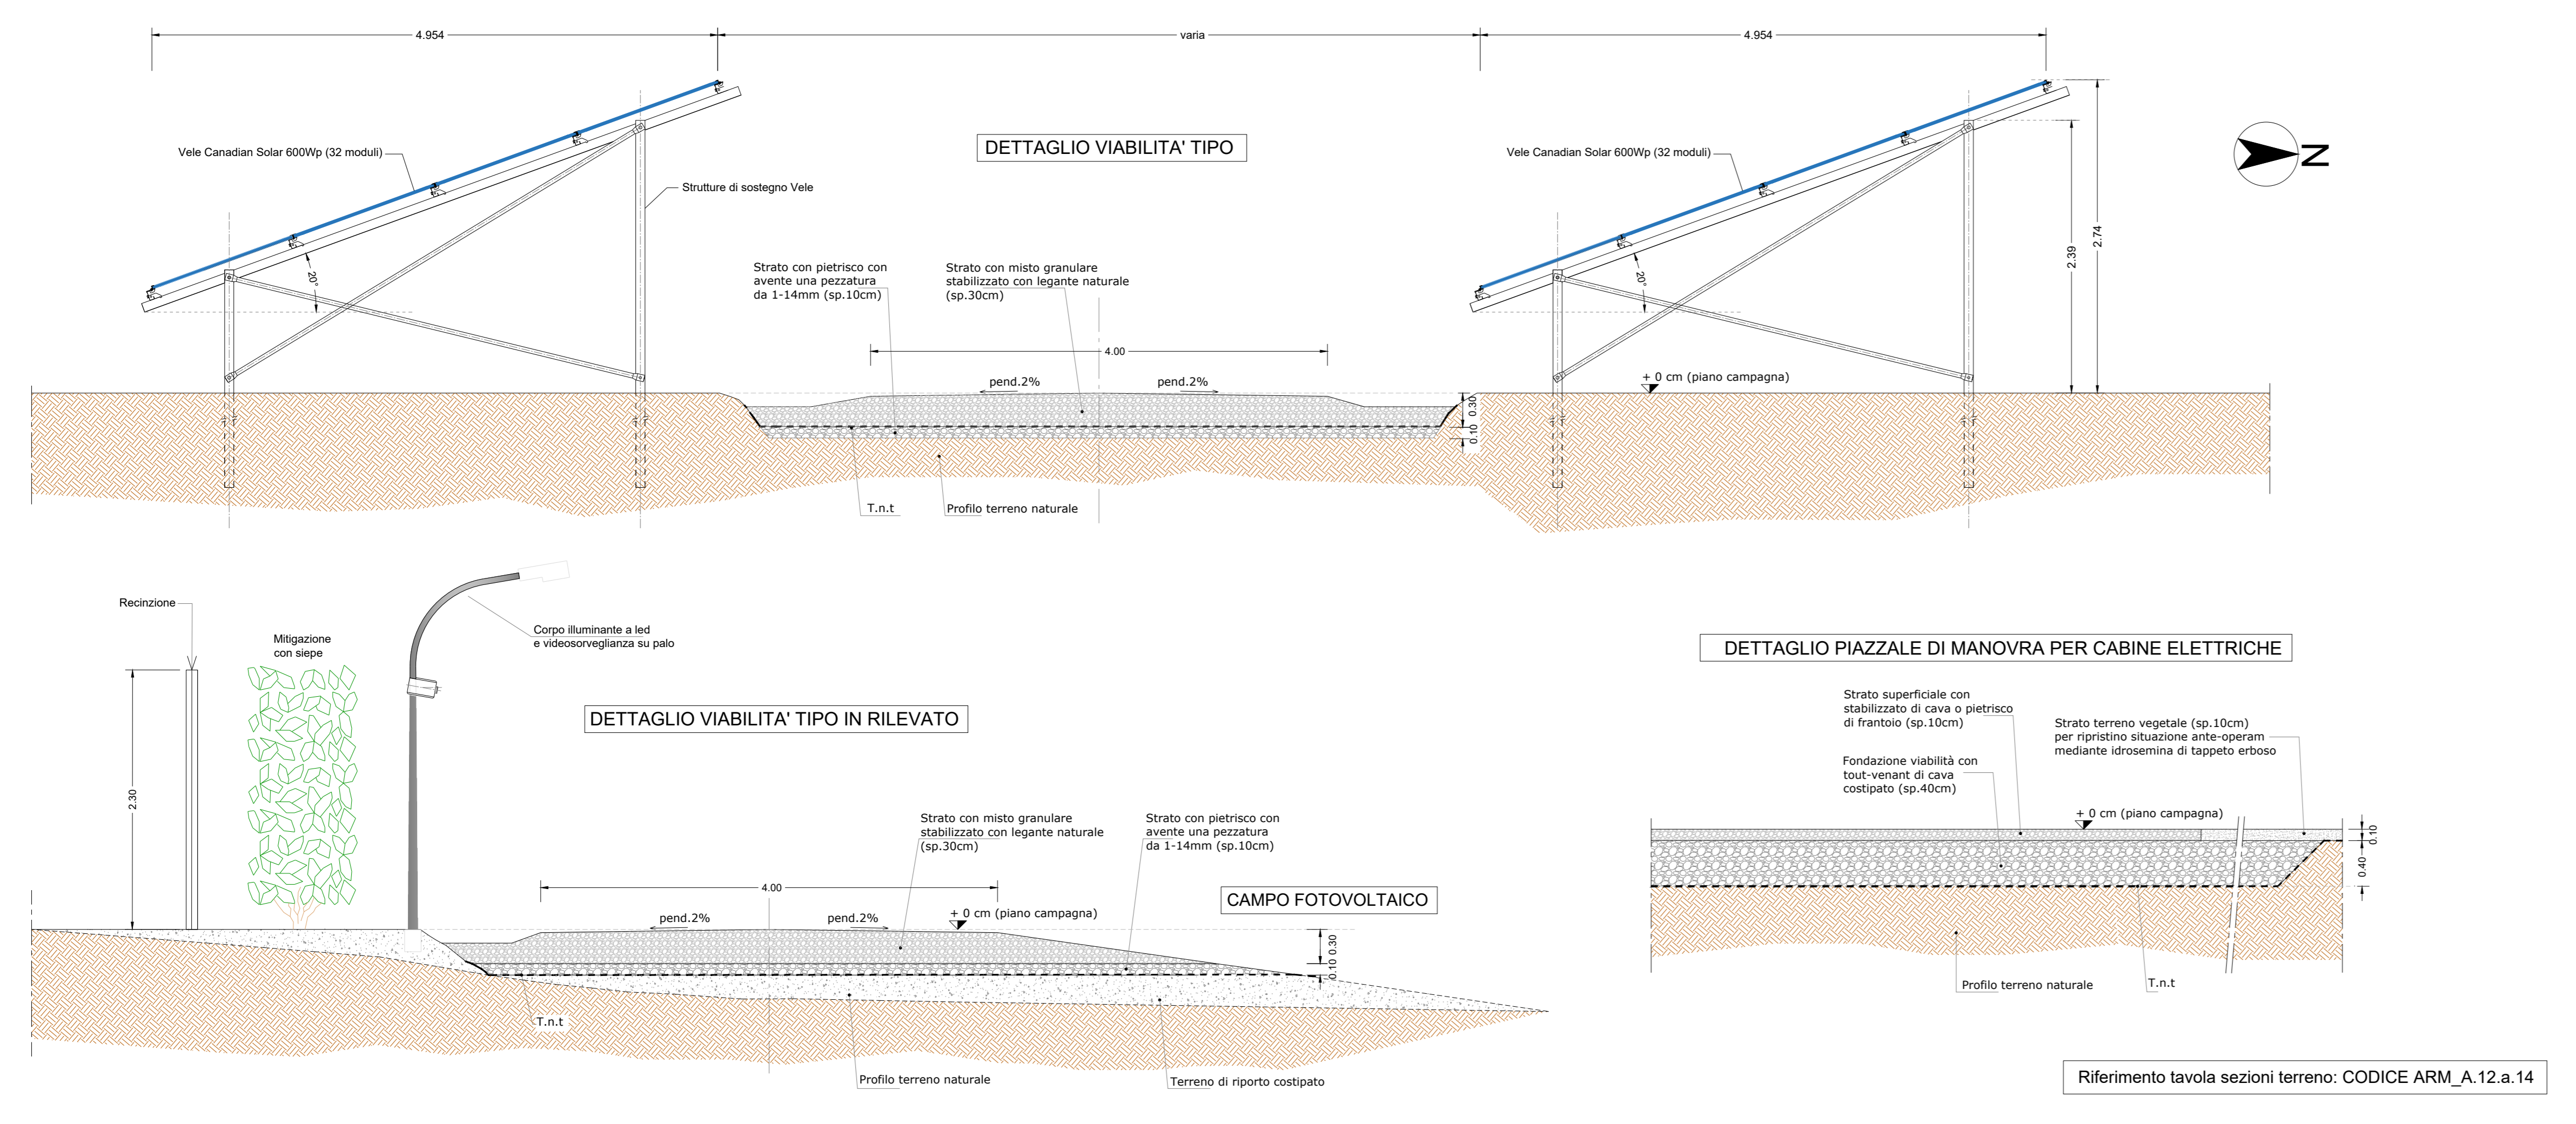 4.954
varia
4.954
DETTAGLIO VIABILITA' TIPO
Vele Canadian Solar 600Wp (32 moduli)
Strutture di sostegno Vele
20°
Strato con pietrisco con
avente una pezzatura
da 1-14mm (sp.10cm)
Strato con misto granulare
stabilizzato con legante naturale
(sp.30cm)
4.00
pend.2%
pend.2%
T.n.t
Profilo terreno naturale
0.30
0.10
Vele Canadian Solar 600Wp (32 moduli)
20°
+ 0 cm (piano campagna)
2.39
2.74
N
Recinzione
Mitigazione
con siepe
2.30
Corpo illuminante a led
e videosorveglianza su palo
DETTAGLIO VIABILITA' TIPO IN RILEVATO
Strato con misto granulare
stabilizzato con legante naturale
(sp.30cm)
Strato con pietrisco con
avente una pezzatura
da 1-14mm (sp.10cm)
4.00
pend.2%
pend.2%
+ 0 cm (piano campagna)
CAMPO FOTOVOLTAICO
0.30
0.10
T.n.t
Profilo terreno naturale
Terreno di riporto costipato
DETTAGLIO PIAZZALE DI MANOVRA PER CABINE ELETTRICHE
Strato superficiale con
stabilizzato di cava o pietrisco
di frantoio (sp.10cm)
Strato terreno vegetale (sp.10cm)
per ripristino situazione ante-operam
mediante idrosemina di tappeto erboso
Fondazione viabilità con
tout-venant di cava
costipato (sp.40cm)
+ 0 cm (piano campagna)
0.10
0.40
Profilo terreno naturale
T.n.t
Riferimento tavola sezioni terreno: CODICE ARM_A.12.a.14